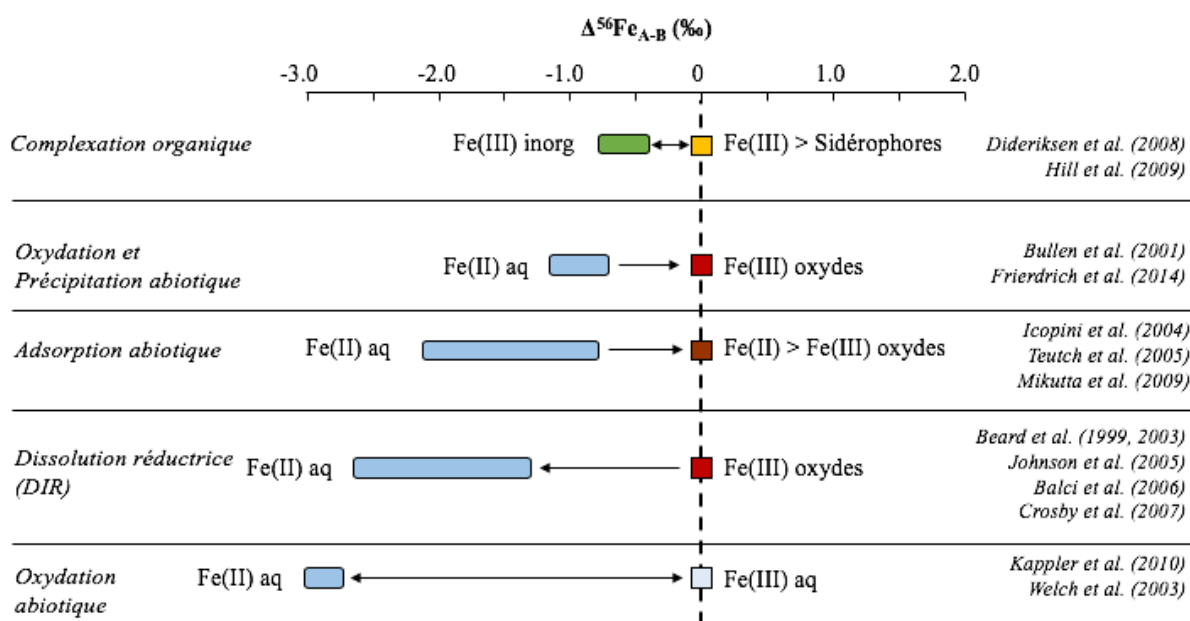 Δ⁵⁶Fe_A-B (‰)
-3.0 -2.0 -1.0 0 1.0 2.0
Complexation organique
Fe(III) inorg
Fe(III) > Sidérophores
Dideriksen et al. (2008)
Hill et al. (2009)
Oxydation et
Précipitation abiotique
Fe(II) aq
Fe(III) oxydes
Bullen et al. (2001)
Frierdrich et al. (2014)
Adsorption abiotique
Fe(II) aq
Fe(II) > Fe(III) oxydes
Icopini et al. (2004)
Teutch et al. (2005)
Mikutta et al. (2009)
Dissolution réductrice
(DIR)
Fe(II) aq
Fe(III) oxydes
Beard et al. (1999, 2003)
Johnson et al. (2005)
Balci et al. (2006)
Crosby et al. (2007)
Oxydation
abiotique
Fe(II) aq
Fe(III) aq
Kappler et al. (2010)
Welch et al. (2003)